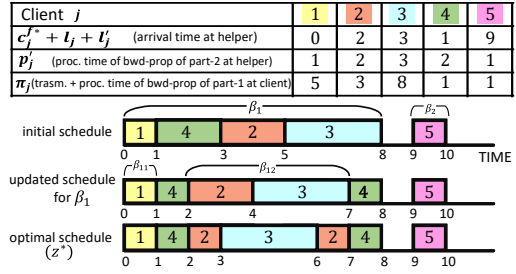 Client j 1 2 3 4 5
c_j^{f*} + l_j + l'_j (arrival time at helper) 0 2 3 1 9
p'_j (proc. time of bwd-prop of part-2 at helper) 1 2 3 2 1
π_j (trasm. + proc. time of bwd-prop of part-1 at client) 5 3 8 1 1
β_1 β_2
initial schedule 1 4 2 3 5
0 1 3 5 8 9 10 TIME
β_11 β_12
updated schedule for β_1 1 4 2 3 4 5
0 1 2 4 7 8 9 10
optimal schedule (z*) 1 4 2 3 2 4 5
0 1 2 3 6 7 8 9 10